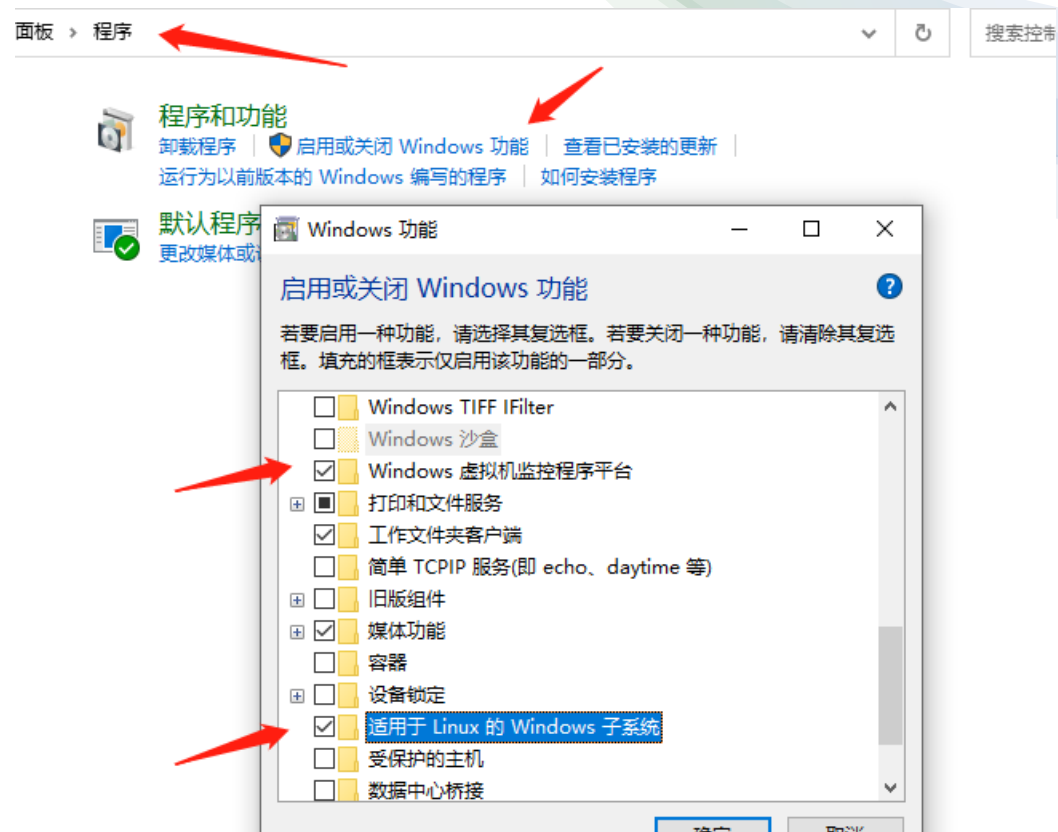 面板 › 程序
搜索控制
程序和功能
卸载程序 启用或关闭 Windows 功能 查看已安装的更新
运行为以前版本的 Windows 编写的程序 如何安装程序
默认程序
更改媒体或
Windows 功能
启用或关闭 Windows 功能
若要启用一种功能，请选择其复选框。若要关闭一种功能，请清除其复选
框。填充的框表示仅启用该功能的一部分。
Windows TIFF IFilter
Windows 沙盒
Windows 虚拟机监控程序平台
打印和文件服务
工作文件夹客户端
简单 TCPIP 服务(即 echo、daytime 等)
旧版组件
媒体功能
容器
设备锁定
适用于 Linux 的 Windows 子系统
受保护的主机
数据中心桥接
确定 取消